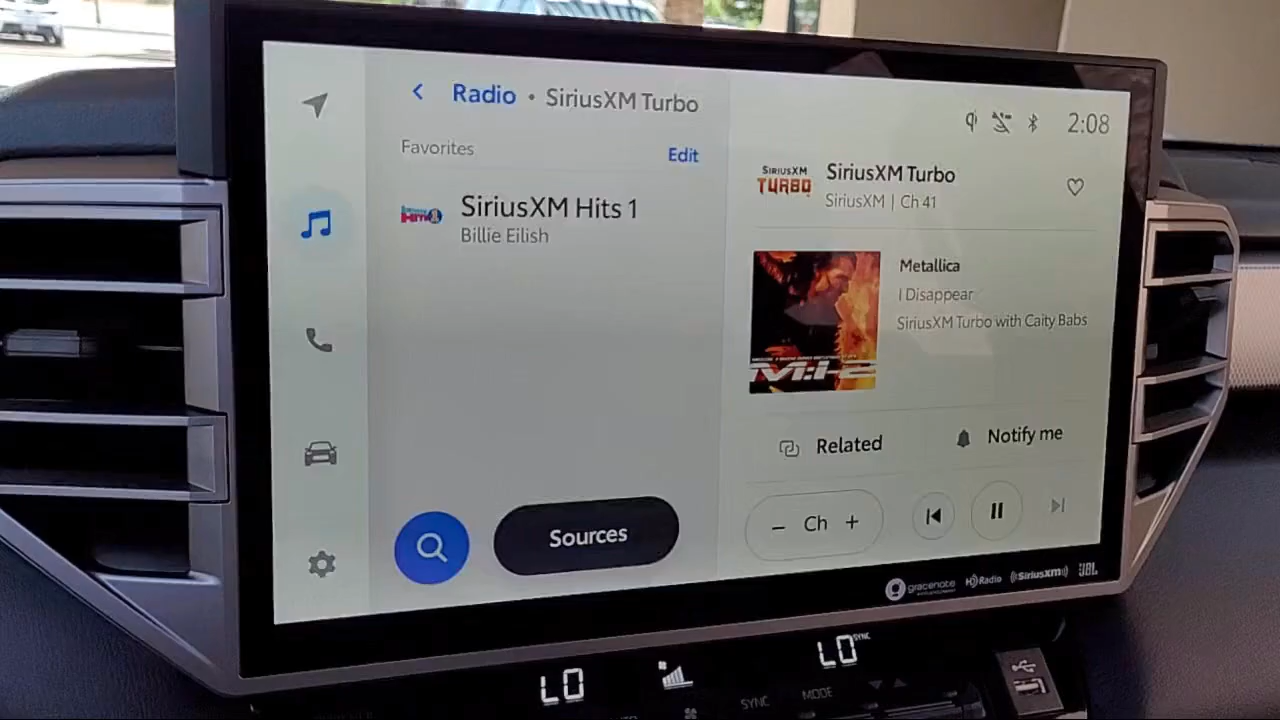 Radio • SiriusXM Turbo
2:08
Favorites
Edit
SiriusXM Hits 1
Billie Eilish
SIRIUSXM
TURBO
SiriusXM Turbo
SiriusXM | Ch 41
Metallica
I Disappear
SiriusXM Turbo with Caity Babs
M:I-2
Related
Notify me
Sources
− Ch +
gracenote
HD Radio
SiriusXM
JBL
LO
LO SYNC
SYNC
MODE